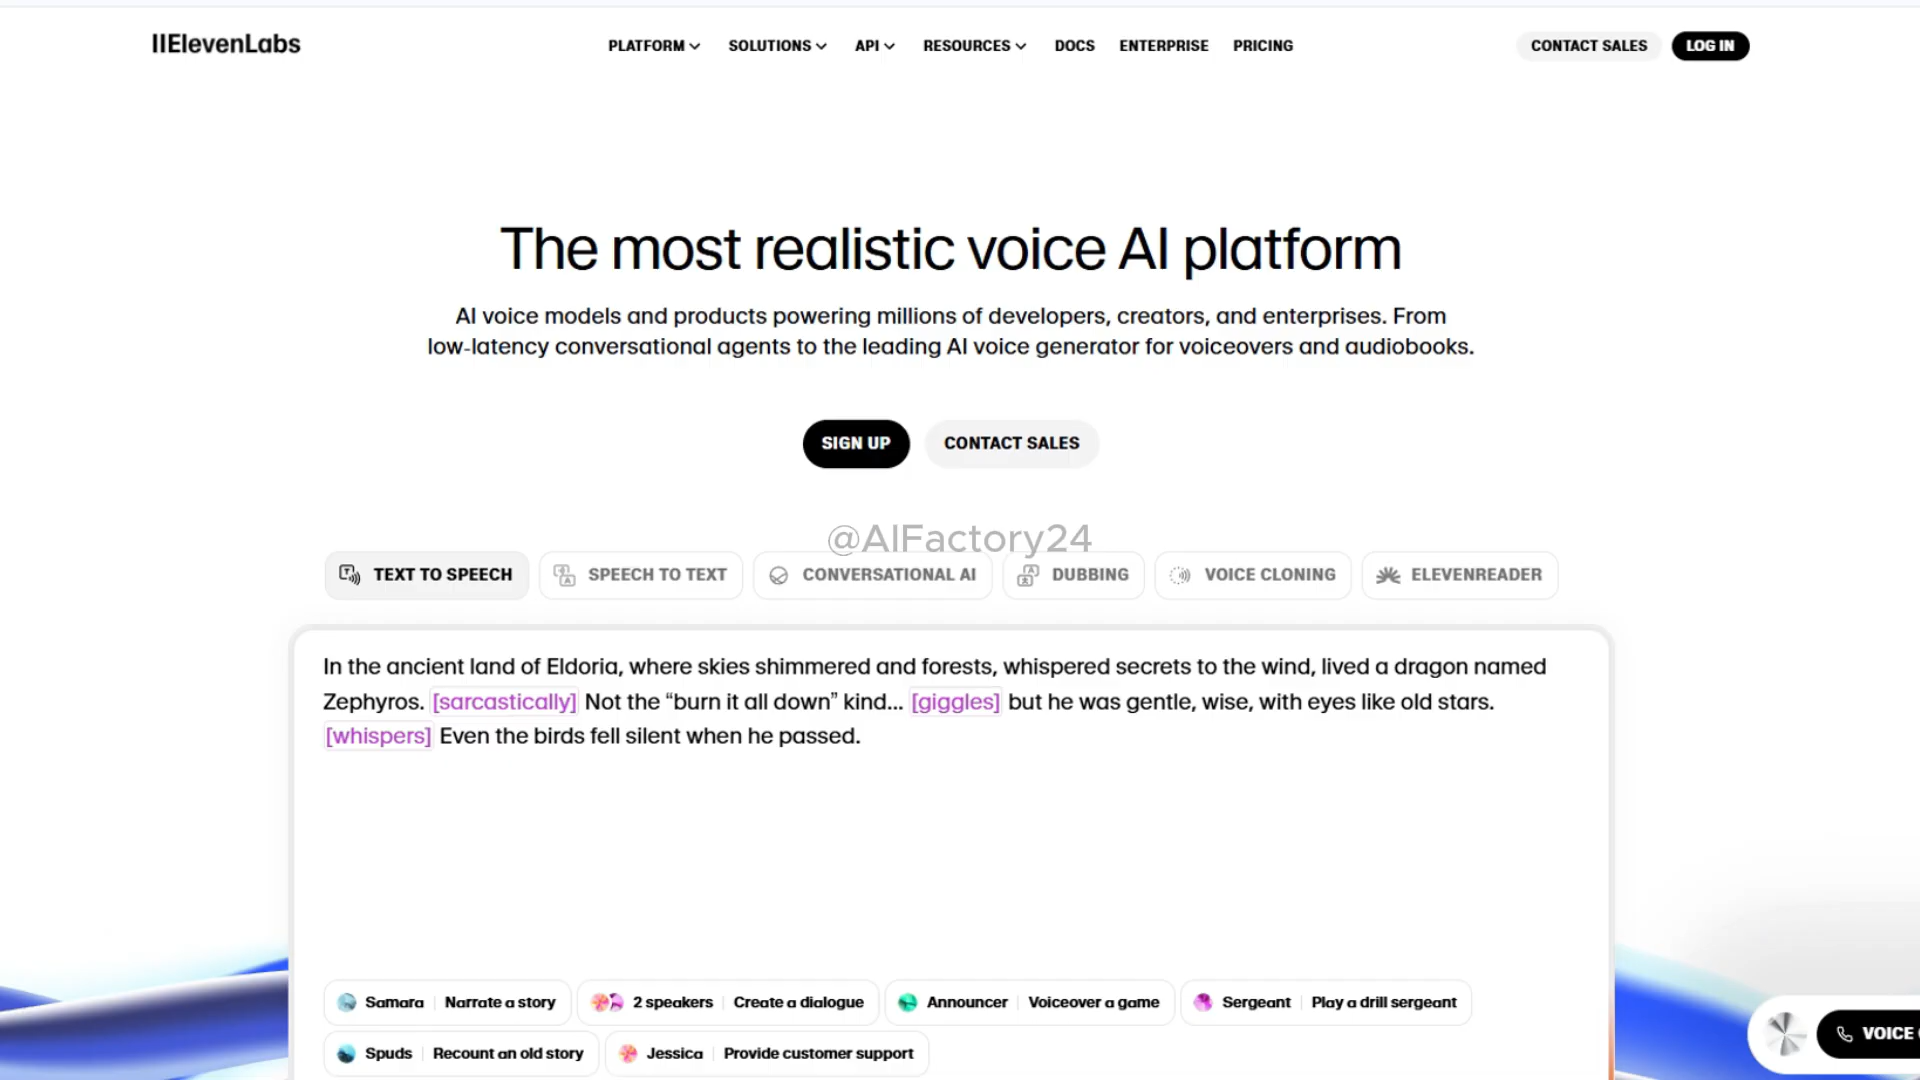 IIElevenLabs
PLATFORM SOLUTIONS API RESOURCES DOCS ENTERPRISE PRICING
CONTACT SALES LOG IN
The most realistic voice AI platform
AI voice models and products powering millions of developers, creators, and enterprises. From
low-latency conversational agents to the leading AI voice generator for voiceovers and audiobooks.
SIGN UP CONTACT SALES
@AIFactory24
TEXT TO SPEECH SPEECH TO TEXT CONVERSATIONAL AI DUBBING VOICE CLONING ELEVENREADER
In the ancient land of Eldoria, where skies shimmered and forests, whispered secrets to the wind, lived a dragon named
Zephyros. [sarcastically] Not the “burn it all down” kind... [giggles] but he was gentle, wise, with eyes like old stars.
[whispers] Even the birds fell silent when he passed.
Samara Narrate a story 2 speakers Create a dialogue Announcer Voiceover a game Sergeant Play a drill sergeant
Spuds Recount an old story Jessica Provide customer support
VOICE